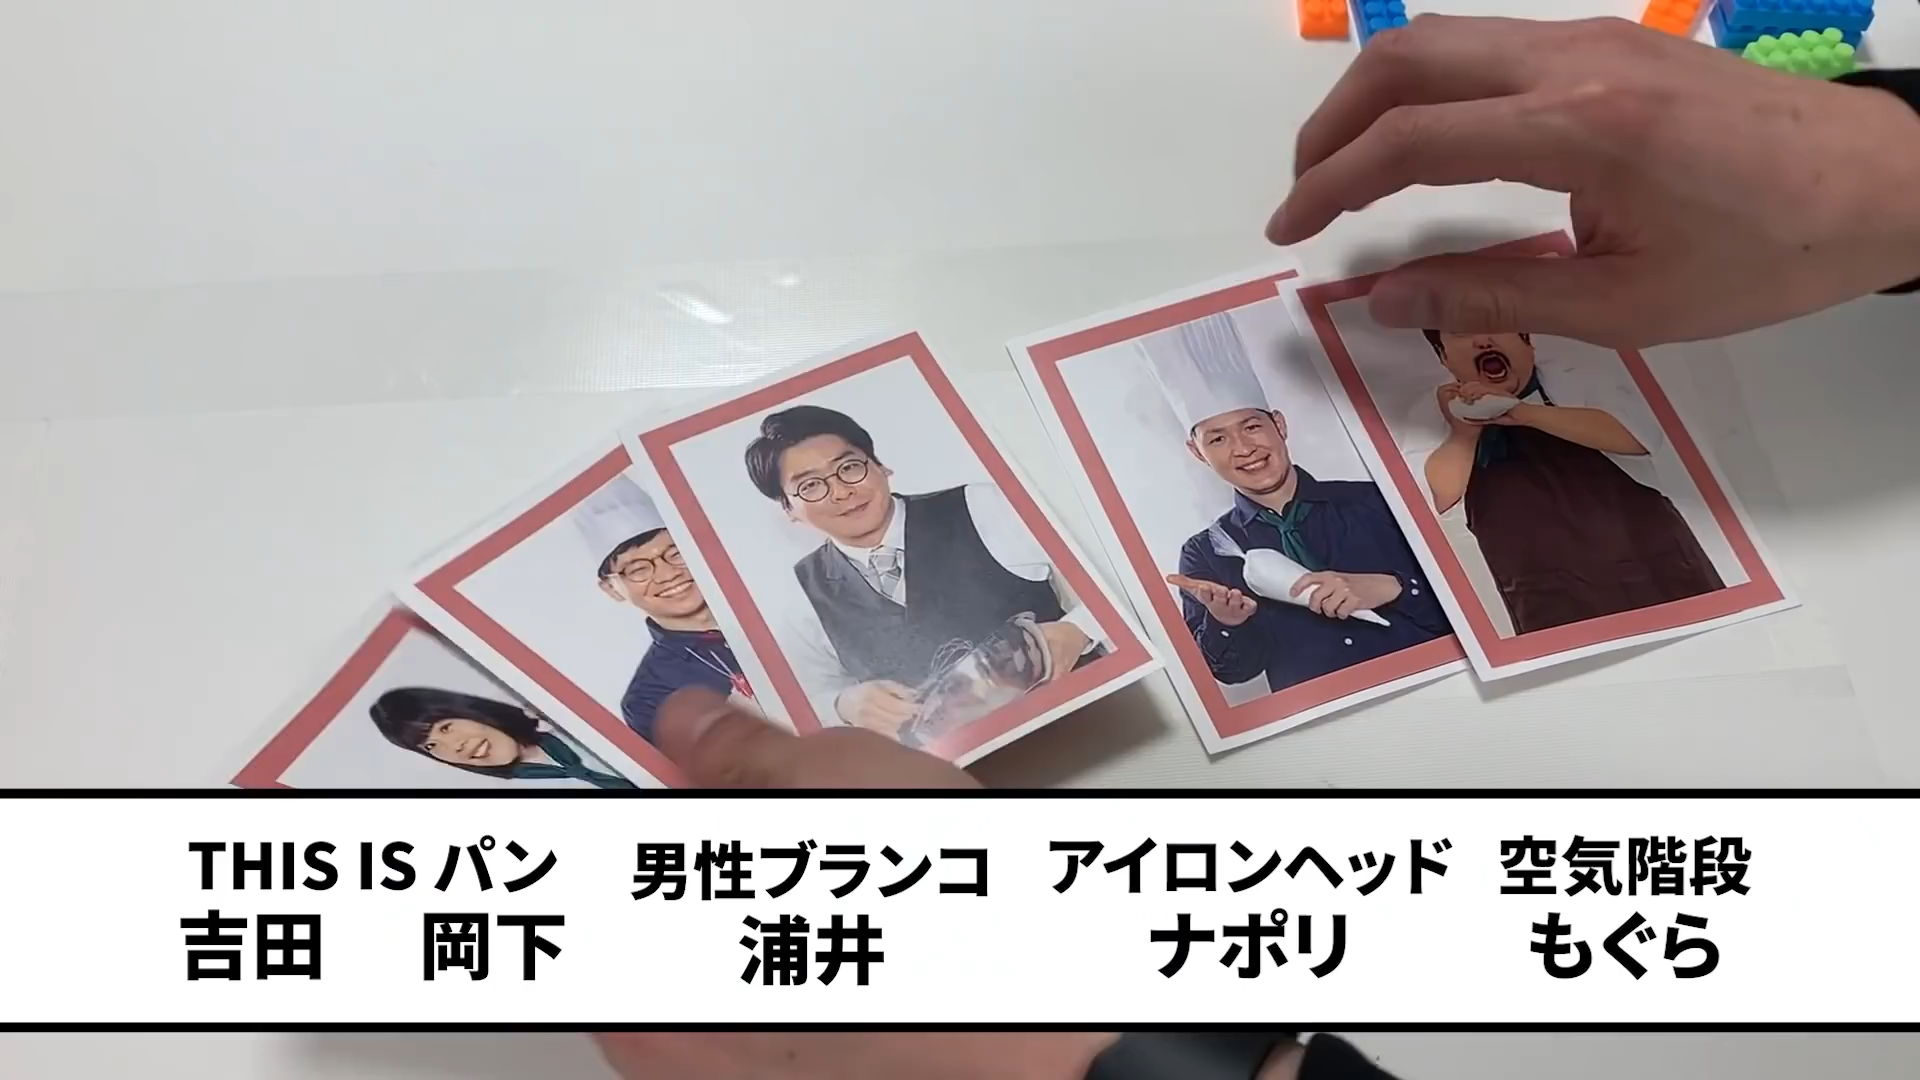 THIS IS パン
吉田 岡下
男性ブランコ
浦井
アイロンヘッド
ナポリ
空気階段
もぐら